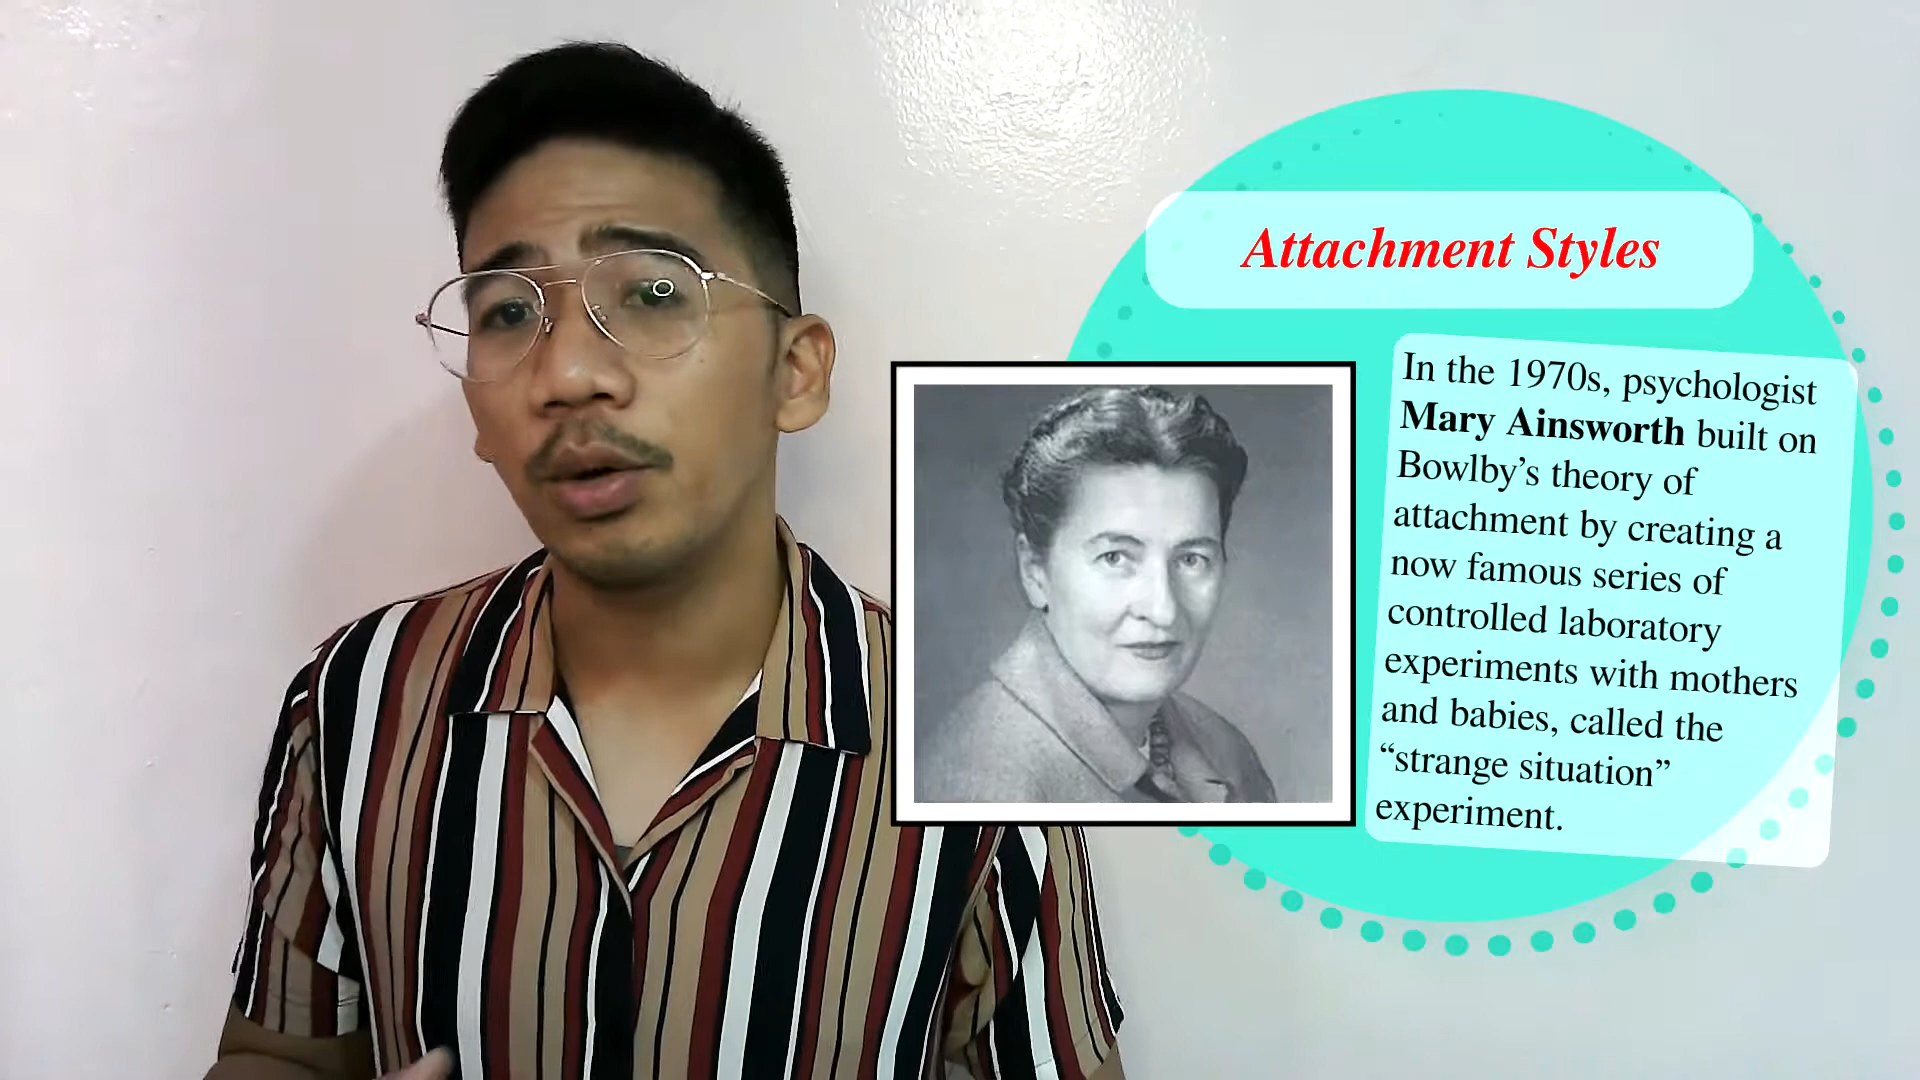 Attachment Styles
In the 1970s, psychologist
Mary Ainsworth built on
Bowlby’s theory of
attachment by creating a
now famous series of
controlled laboratory
experiments with mothers
and babies, called the
“strange situation”
experiment.